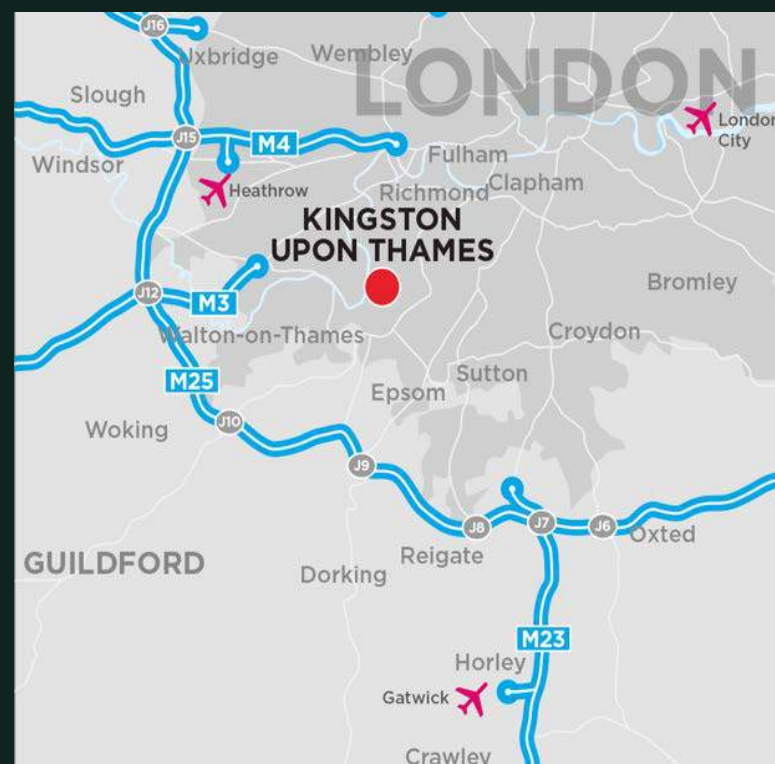 J16
Uxbridge
Wembley
LONDON
Slough
J15
M4
London
City
Fulham
Windsor
Heathrow
Richmond
Clapham
KINGSTON
UPON THAMES
J12
M3
Bromley
Walton-on-Thames
Croydon
M25
Epsom
Sutton
Woking
J10
J9
J8
J7
J6
Oxted
GUILDFORD
Reigate
Dorking
M23
Horley
Gatwick
Crawley